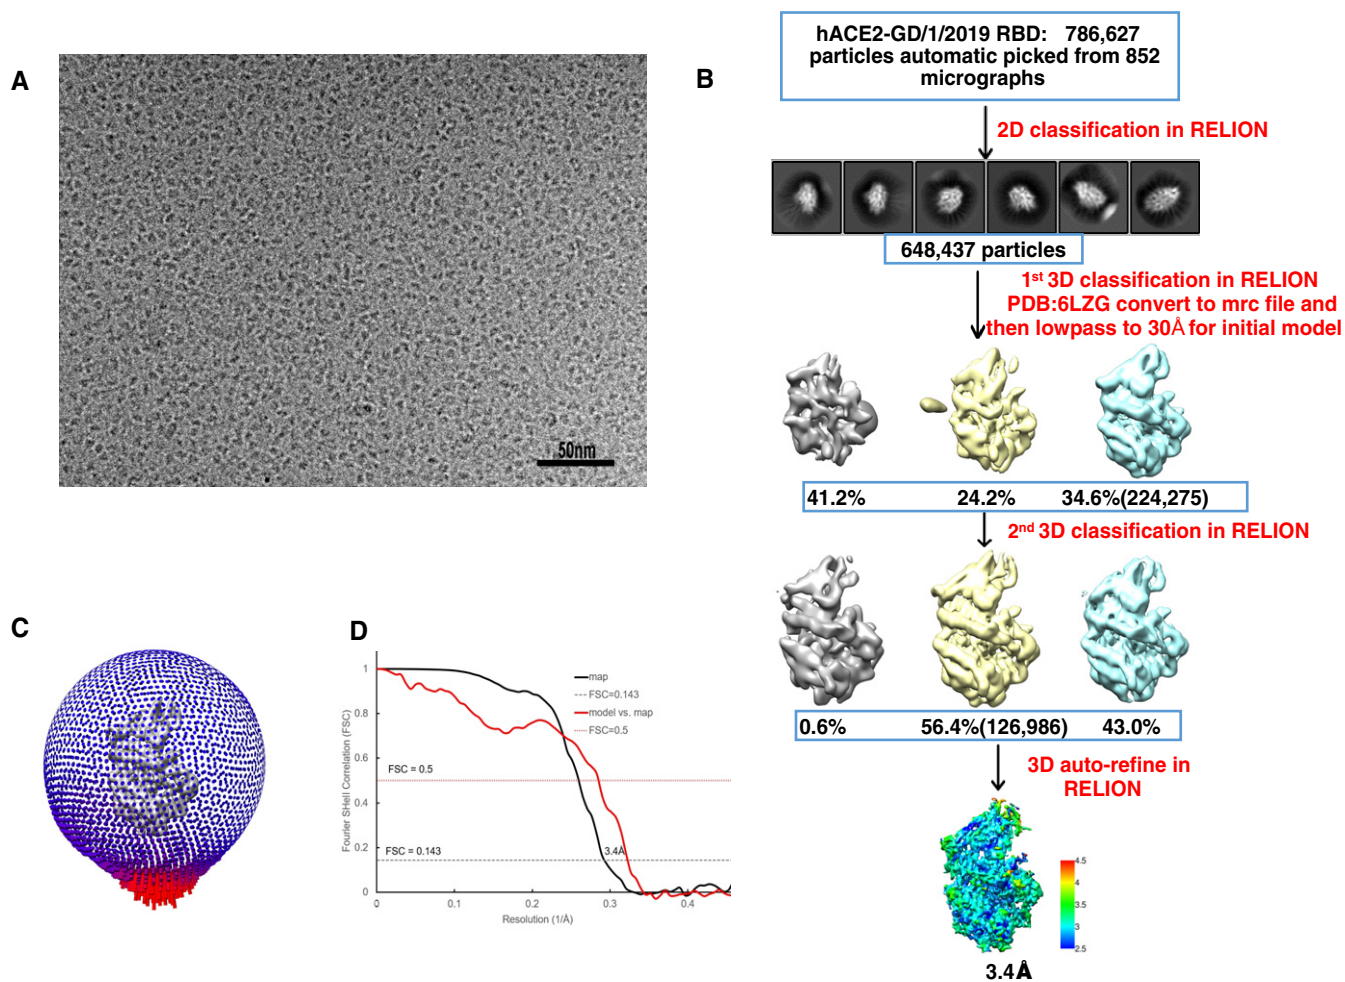 A
50nm
B
hACE2-GD/1/2019 RBD: 786,627
particles automatic picked from 852
micrographs
2D classification in RELION
648,437 particles
1st 3D classification in RELION
PDB:6LZG convert to mrc file and
then lowpass to 30Å for initial model
41.2% 24.2% 34.6%(224,275)
2nd 3D classification in RELION
0.6% 56.4%(126,986) 43.0%
3D auto-refine in
RELION
4.5
4
3.5
3
2.5
3.4Å
C
D
map
FSC=0.143
model vs. map
FSC=0.5
FSC = 0.5
FSC = 0.143
3.4Å
Fourier SHell Correlation (FSC)
1
0.8
0.6
0.4
0.2
0
0 0.1 0.2 0.3 0.4
Resolution (1/Å)